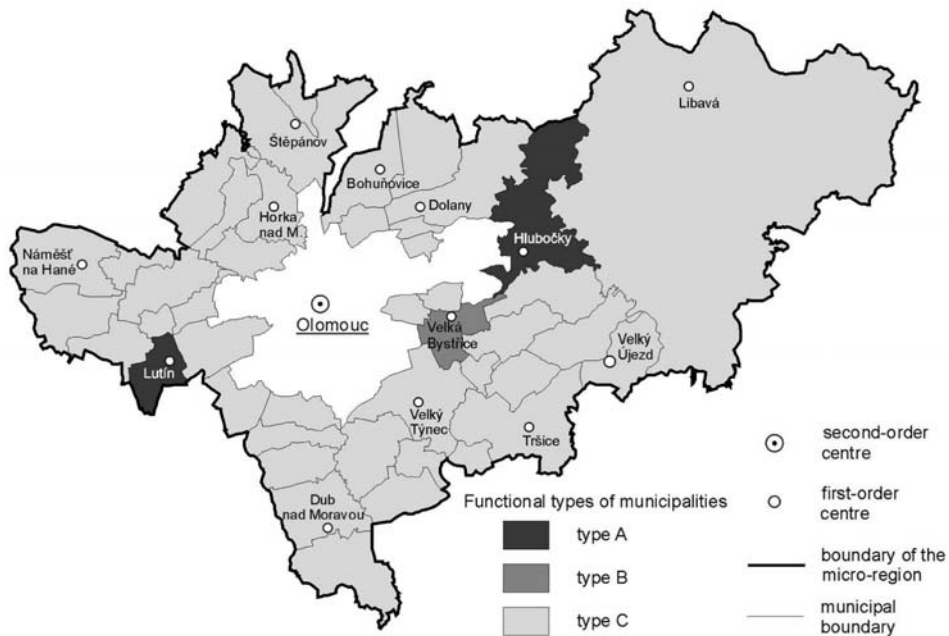 Libavá
Štěpánov
Bohuňovice
Dolany
Horka
nad M.
Hlubočky
Náměšť
na Hané
Olomouc
Velká
Bystřice
Velký
Újezd
Lutín
Velký
Týnec
Tršice
Dub
nad Moravou
Functional types of municipalities
type A
type B
type C
second-order
centre
first-order
centre
boundary of the
micro-region
municipal
boundary